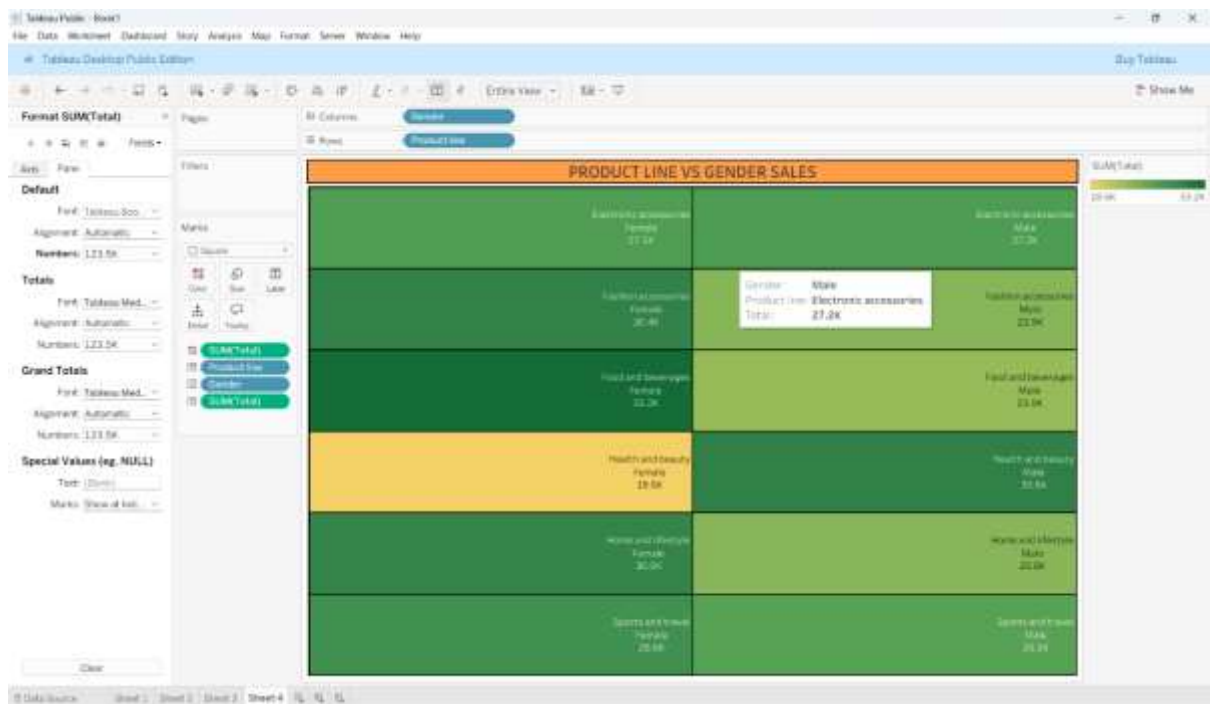 Tableau Public - Book1
File Data Worksheet Dashboard Story Analysis Map Format Server Window Help
Tableau Desktop Public Edition
Buy Tableau
Entire View
Show Me
Format SUM(Total)
Fields
Axis Pane
Default
Font: Tableau Boo...
Alignment: Automatic
Numbers: 123.5K
Totals
Font: Tableau Med...
Alignment: Automatic
Numbers: 123.5K
Grand Totals
Font: Tableau Med...
Alignment: Automatic
Numbers: 123.5K
Special Values (eg. NULL)
Text: (Blank)
Marks: Show at
Clear
Pages
Filters
Marks
Square
Color Size Label
Detail Tooltip
SUM(Total)
Product line
Gender
SUM(Total)
Columns Gender
Rows Product line
PRODUCT LINE VS GENDER SALES
Electronic accessories
Female
Electronic accessories
Male
27.2K
Fashion accessories
Female
30.4K
Fashion accessories
Male
23.9K
Gender: Male
Product line: Electronic accessories
Total: 27.2K
Food and beverages
Female
33.2K
Food and beverages
Male
Health and beauty
Female
18.6K
Health and beauty
Male
Home and lifestyle
Female
Home and lifestyle
Male
Sports and travel
Female
Sports and travel
Male
SUM(Total)
33.2K
Data Source Sheet 1 Sheet 2 Sheet 3 Sheet 4